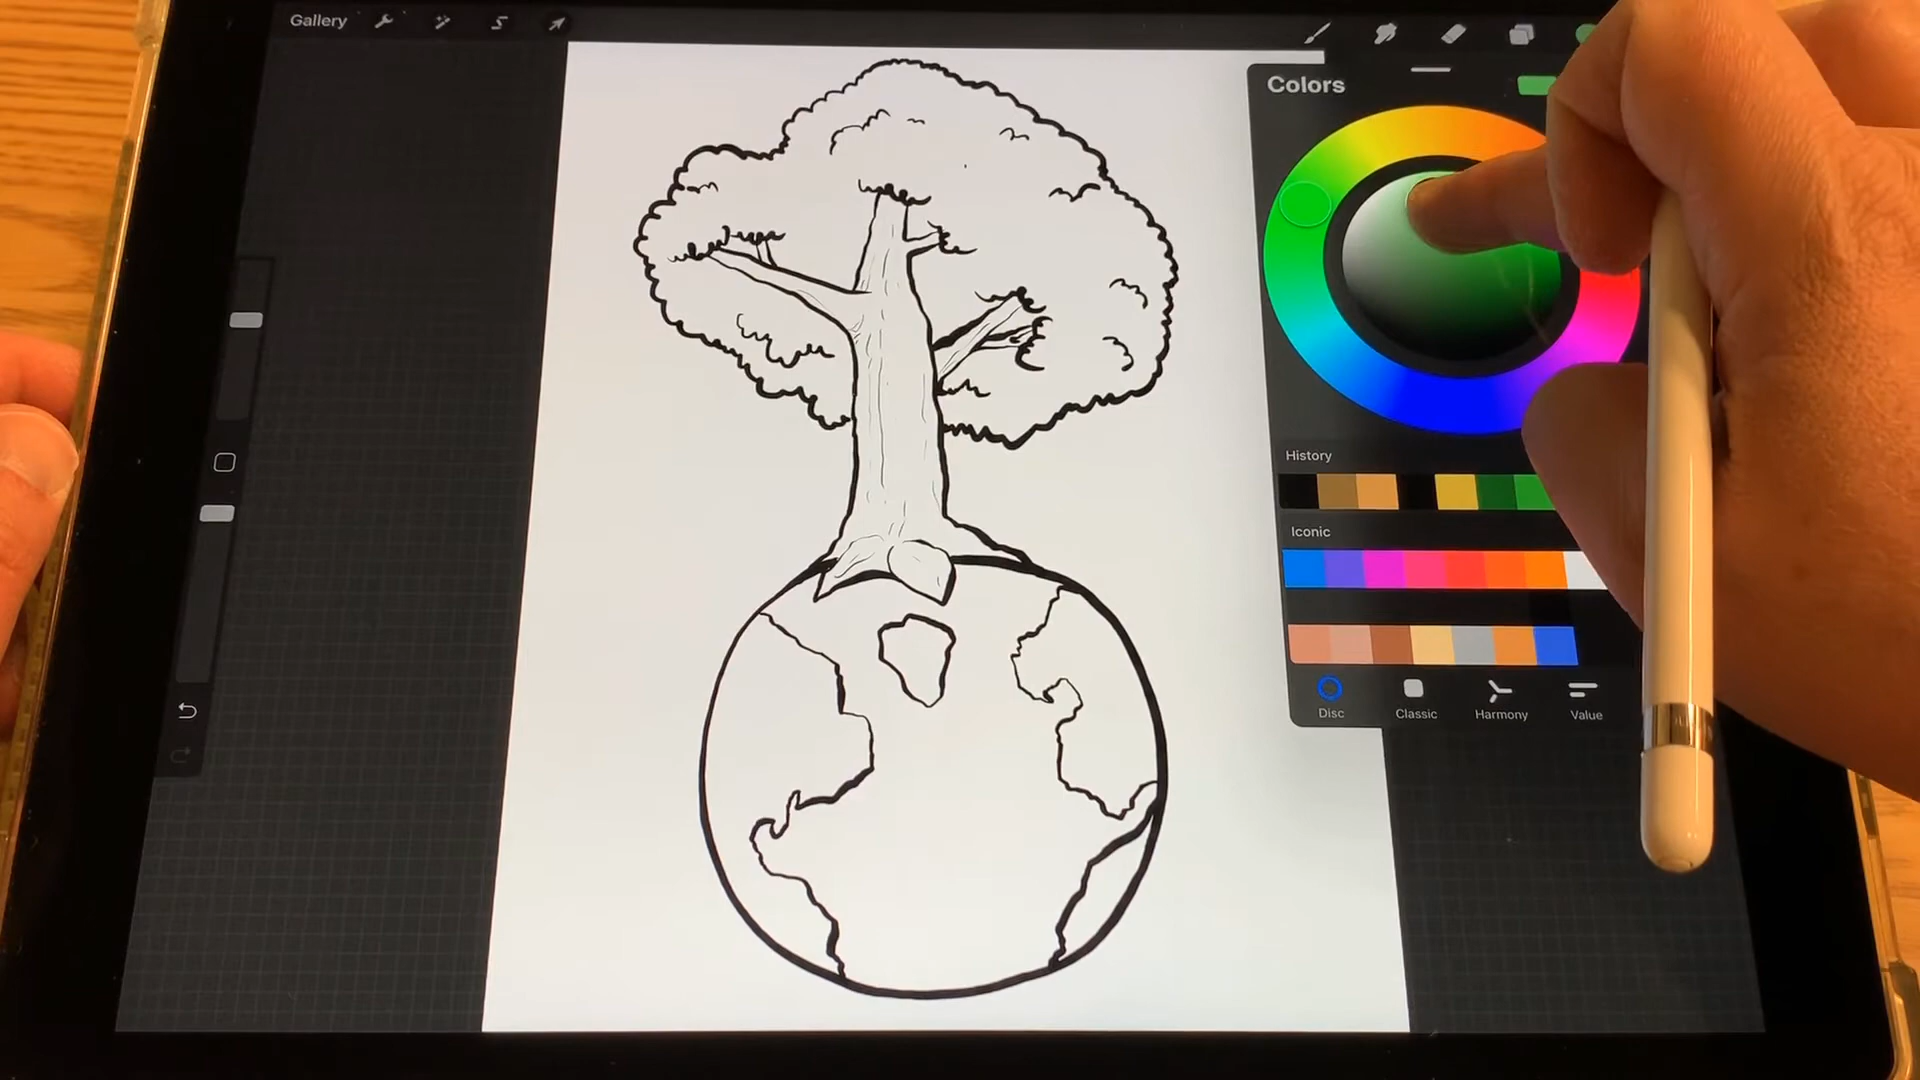 Gallery
Colors
History
Iconic
Disc Classic Harmony Value